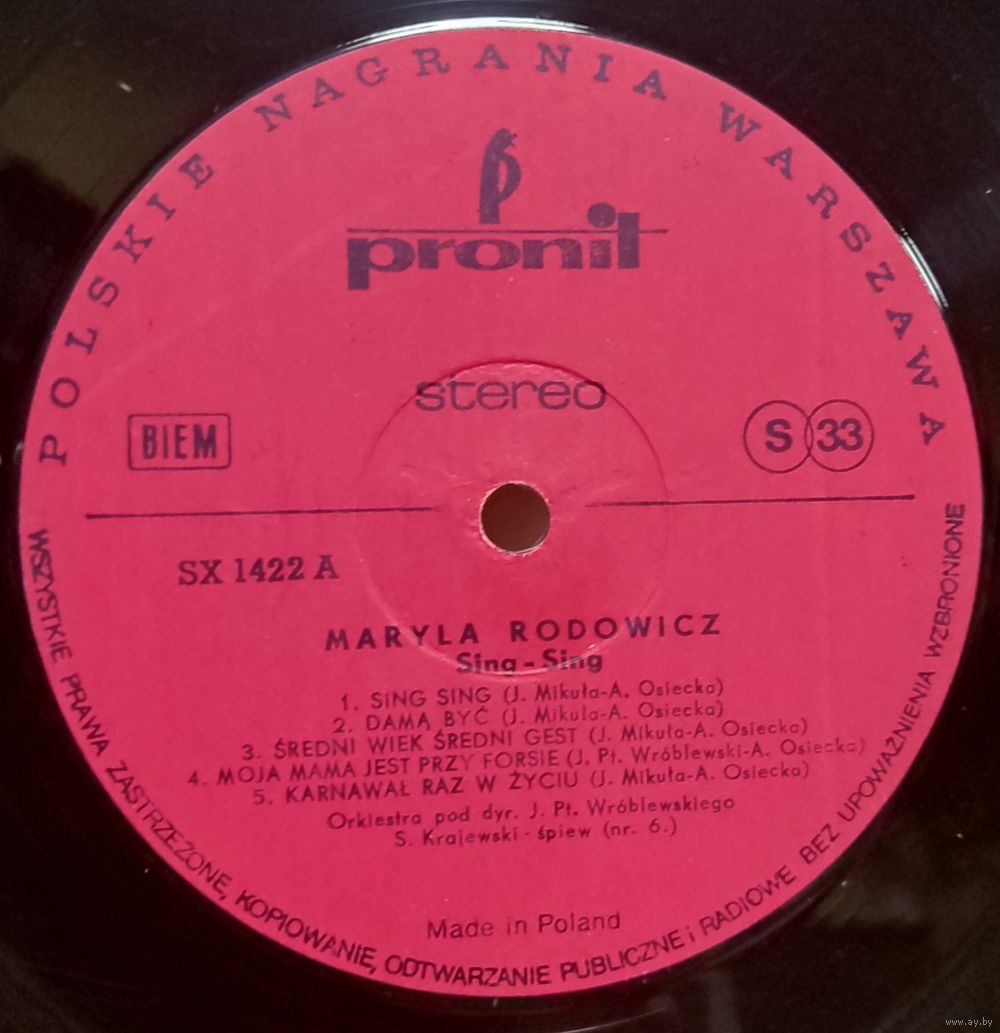 POLSKIE NAGRANIA WARSZAWA
pronit
stereo
BIEM
S 33
SX 1422 A
MARYLA RODOWICZ
Sing - Sing
1. SING SING (J. Mikuła-A. Osiecka)
2. DAMĄ BYĆ (J. Mikuła-A. Osiecka)
3. ŚREDNI WIEK ŚREDNI GEST (J. Mikuła-A. Osiecka)
4. MOJA MAMA JEST PRZY FORSIE (J. Pt. Wróblewski-A. Osiecka)
5. KARNAWAŁ RAZ W ŻYCIU (J. Mikuła-A. Osiecka)
Orkiestra pod dyr. J. Pt. Wróblewskiego
S. Krajewski - śpiew (nr. 6.)
Made in Poland
WSZYSTKIE PRAWA ZASTRZEŻONE, KOPIOWANIE, ODTWARZANIE PUBLICZNE i RADIOWE BEZ UPOWAŻNIENIA WZBRONIONE
www.ay.by